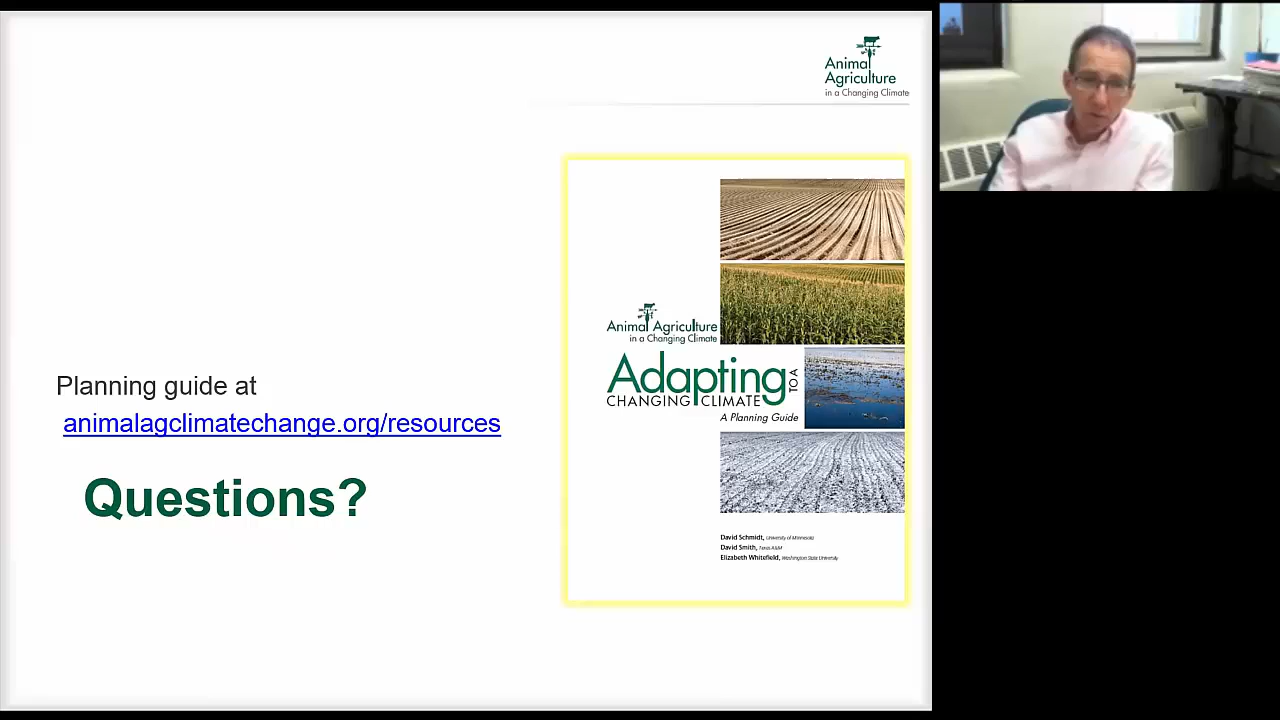 Animal
Agriculture
in a Changing Climate
Animal Agriculture
in a Changing Climate
Adapting TO A
CHANGING CLIMATE
A Planning Guide
Planning guide at
animalagclimatechange.org/resources
Questions?
David Schmidt, University of Minnesota
David Smith, Texas A&M
Elizabeth Whitefield, Washington State University